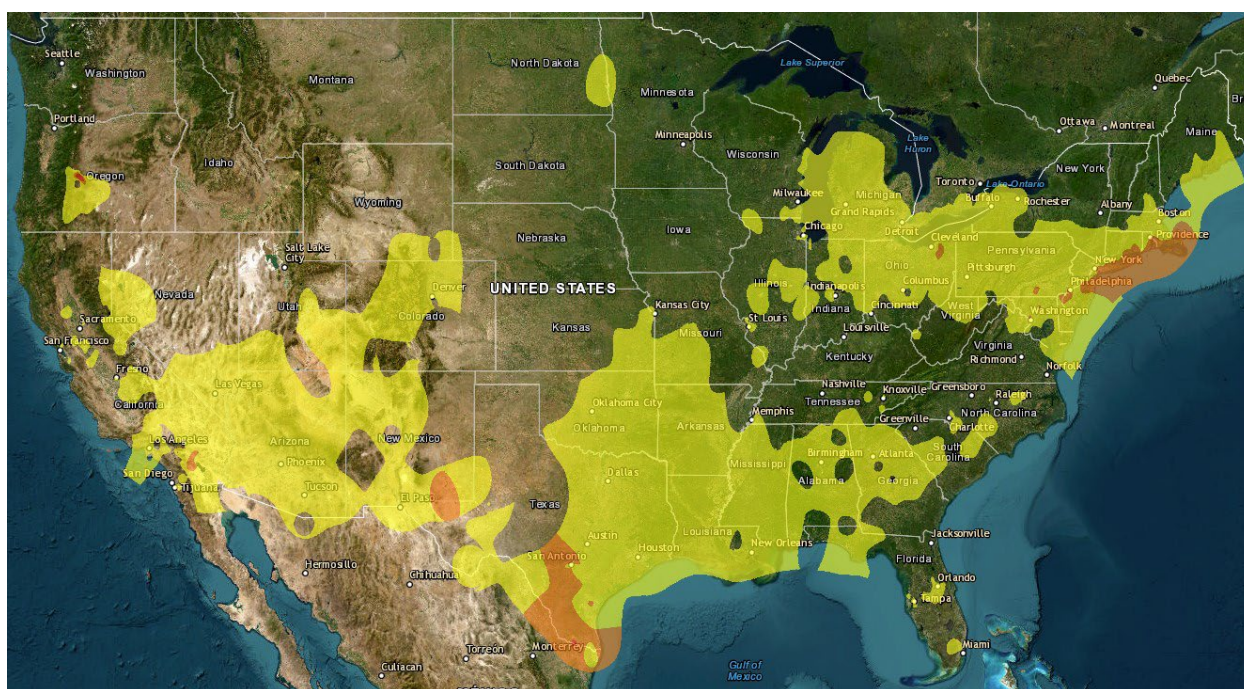 Seattle
Washington
Montana
North Dakota
Minnesota
Lake Superior
Quebec
Portland
Ottawa
Montreal
Maine
Minneapolis
Wisconsin
Lake
Huron
New York
Oregon
Idaho
South Dakota
Toronto
Lake Ontario
Wyoming
Milwaukee
Michigan
Buffalo
Rochester
Albany
Grand Rapids
Boston
Chicago
Detroit
Cleveland
Providence
Nebraska
Iowa
Salt Lake
City
Pennsylvania
Ohio
Pittsburgh
New York
Nevada
Utah
Denver
UNITED STATES
Illinois
Indianapolis
Columbus
Philadelphia
Colorado
Kansas City
Indiana
Cincinnati
West
Virginia
Washington
Sacramento
Kansas
Missouri
St Louis
Louisville
San Francisco
Kentucky
Virginia
Richmond
Fresno
Las Vegas
Norfolk
California
Nashville
Knoxville
Greensboro
Raleigh
Tennessee
Oklahoma City
Memphis
Greenville
North Carolina
Charlotte
Los Angeles
Arizona
New Mexico
Oklahoma
Arkansas
South
Carolina
Phoenix
Mississippi
Birmingham
Atlanta
San Diego
Tijuana
Dallas
Alabama
Georgia
Tucson
El Paso
Texas
Austin
Louisiana
Jacksonville
San Antonio
Houston
New Orleans
Florida
Hermosillo
Chihuahua
Orlando
Tampa
Torreón
Monterrey
Miami
Culiacan
Gulf of
Mexico